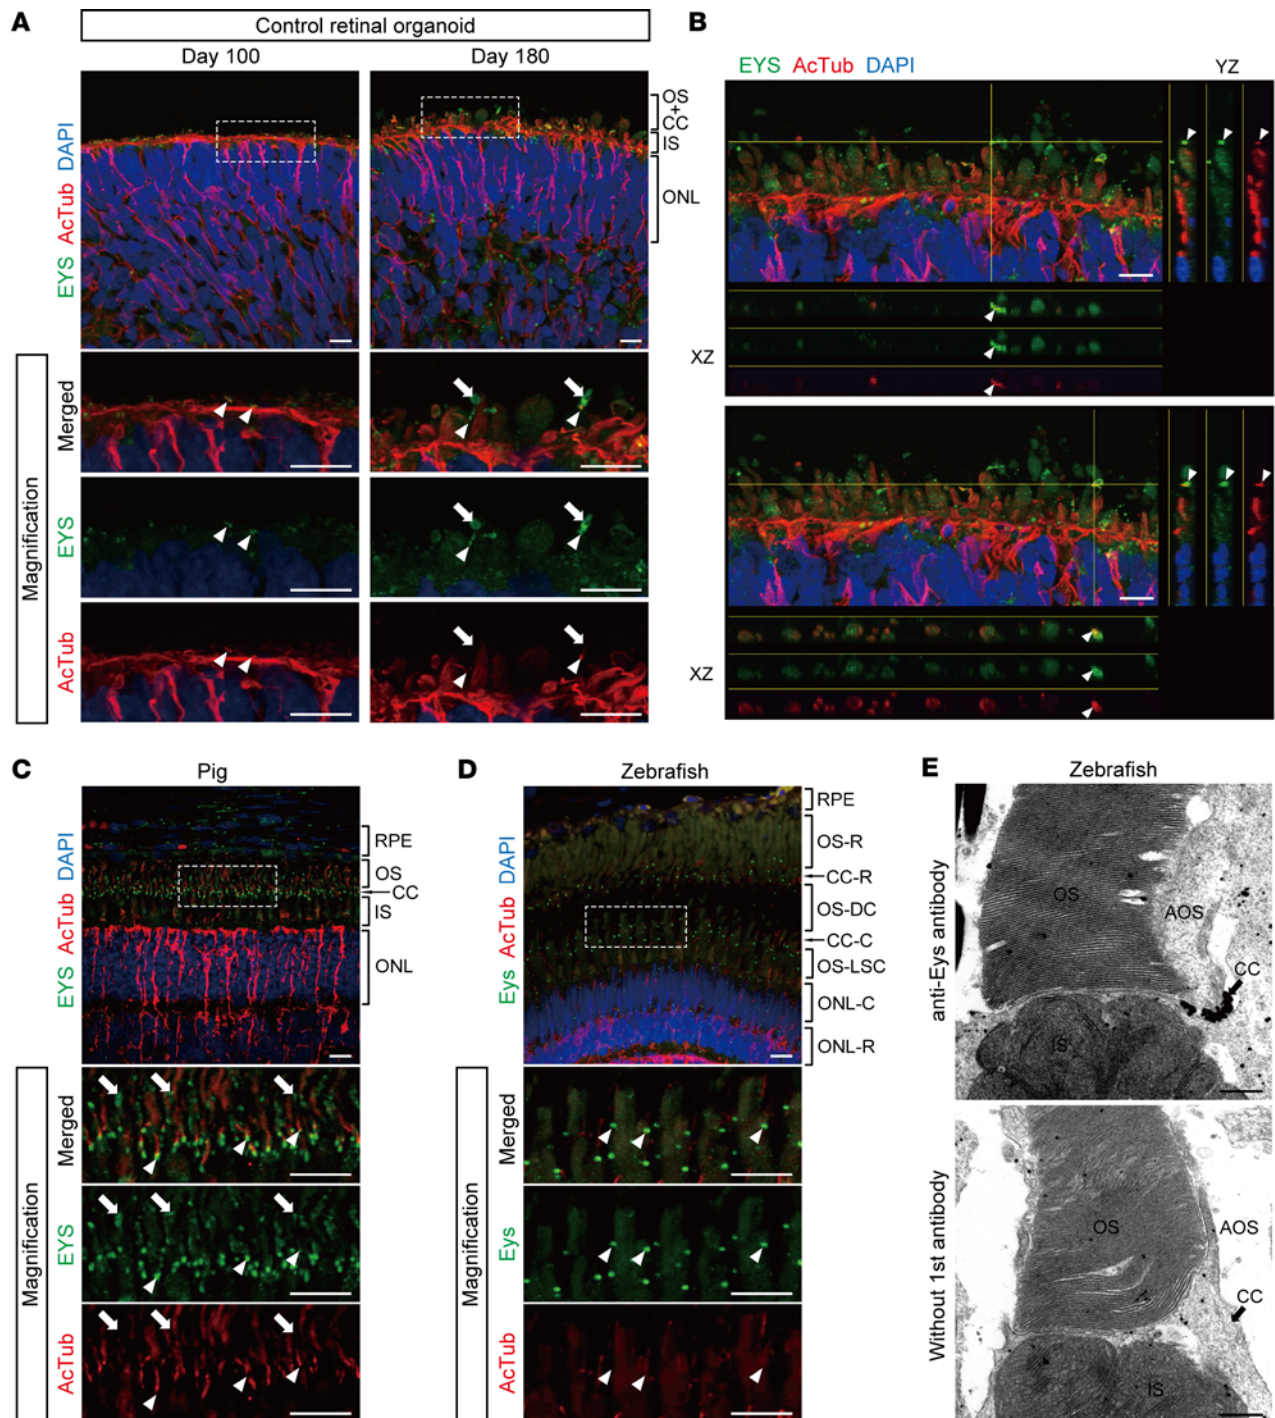 A
Control retinal organoid
Day 100
Day 180
EYS AcTub DAPI
OS
+
CC
IS
ONL
Magnification
Merged
EYS
AcTub
B
EYS AcTub DAPI
YZ
XZ
XZ
C
Pig
EYS AcTub DAPI
RPE
OS
CC
IS
ONL
Magnification
Merged
EYS
AcTub
D
Zebrafish
Eys AcTub DAPI
RPE
OS-R
CC-R
OS-DC
CC-C
OS-LSC
ONL-C
ONL-R
Magnification
Merged
Eys
AcTub
E
Zebrafish
anti-Eys antibody
OS
AOS
CC
IS
Without 1st antibody
OS
AOS
CC
IS